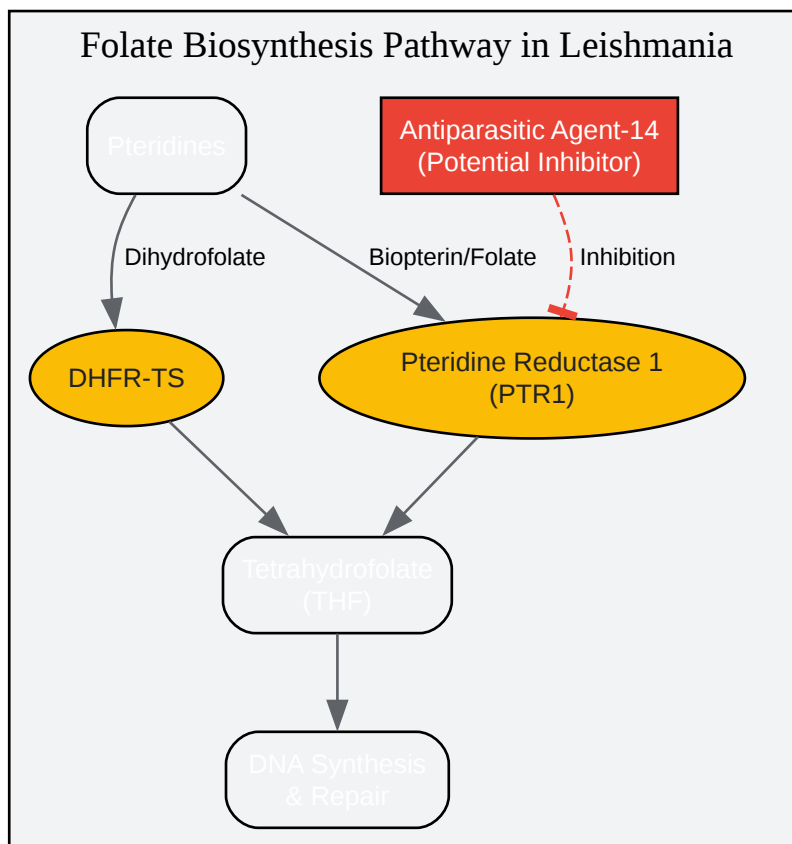 Folate Biosynthesis Pathway in Leishmania
Pteridines
Antiparasitic Agent-14
(Potential Inhibitor)
Dihydrofolate
Biopterin/Folate
Inhibition
DHFR-TS
Pteridine Reductase 1
(PTR1)
Tetrahydrofolate
(THF)
DNA Synthesis
& Repair